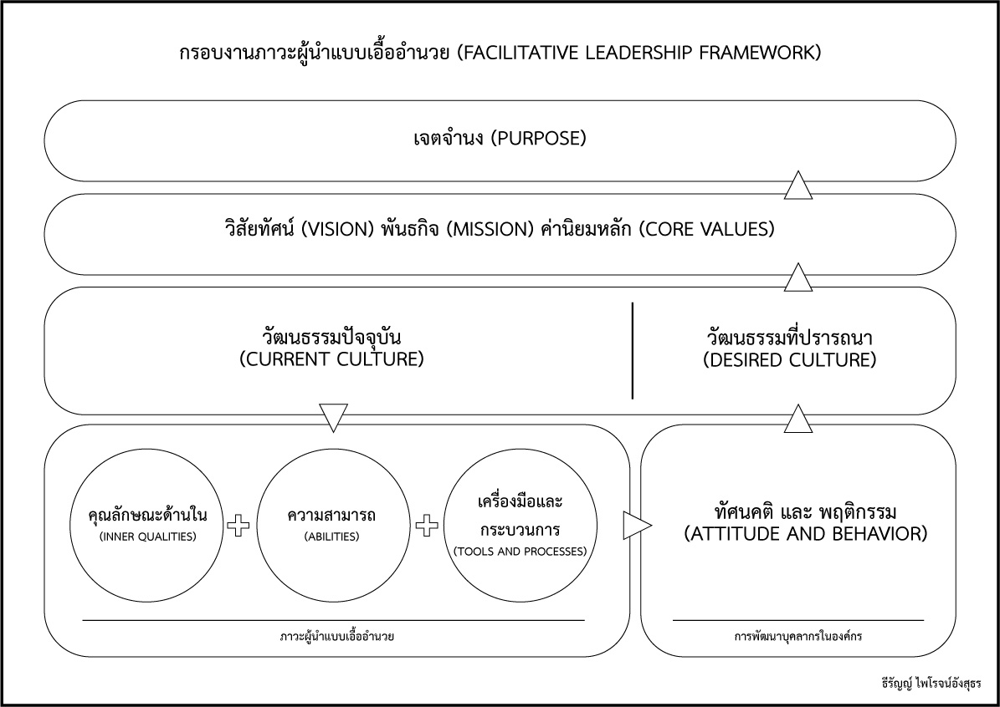 กรอบงานภาวะผู้นำแบบเอื้ออำนวย (FACILITATIVE LEADERSHIP FRAMEWORK)
เจตจำนง (PURPOSE)
วิสัยทัศน์ (VISION) พันธกิจ (MISSION) ค่านิยมหลัก (CORE VALUES)
วัฒนธรรมปัจจุบัน
(CURRENT CULTURE)
วัฒนธรรมที่ปรารถนา
(DESIRED CULTURE)
คุณลักษณะด้านใน
(INNER QUALITIES)
ความสามารถ
(ABILITIES)
เครื่องมือและ
กระบวนการ
(TOOLS AND PROCESSES)
ภาวะผู้นำแบบเอื้ออำนวย
ทัศนคติ และ พฤติกรรม
(ATTITUDE AND BEHAVIOR)
การพัฒนาบุคลากรในองค์กร
ธีรัญญ์ ไพโรจน์อังสุธร